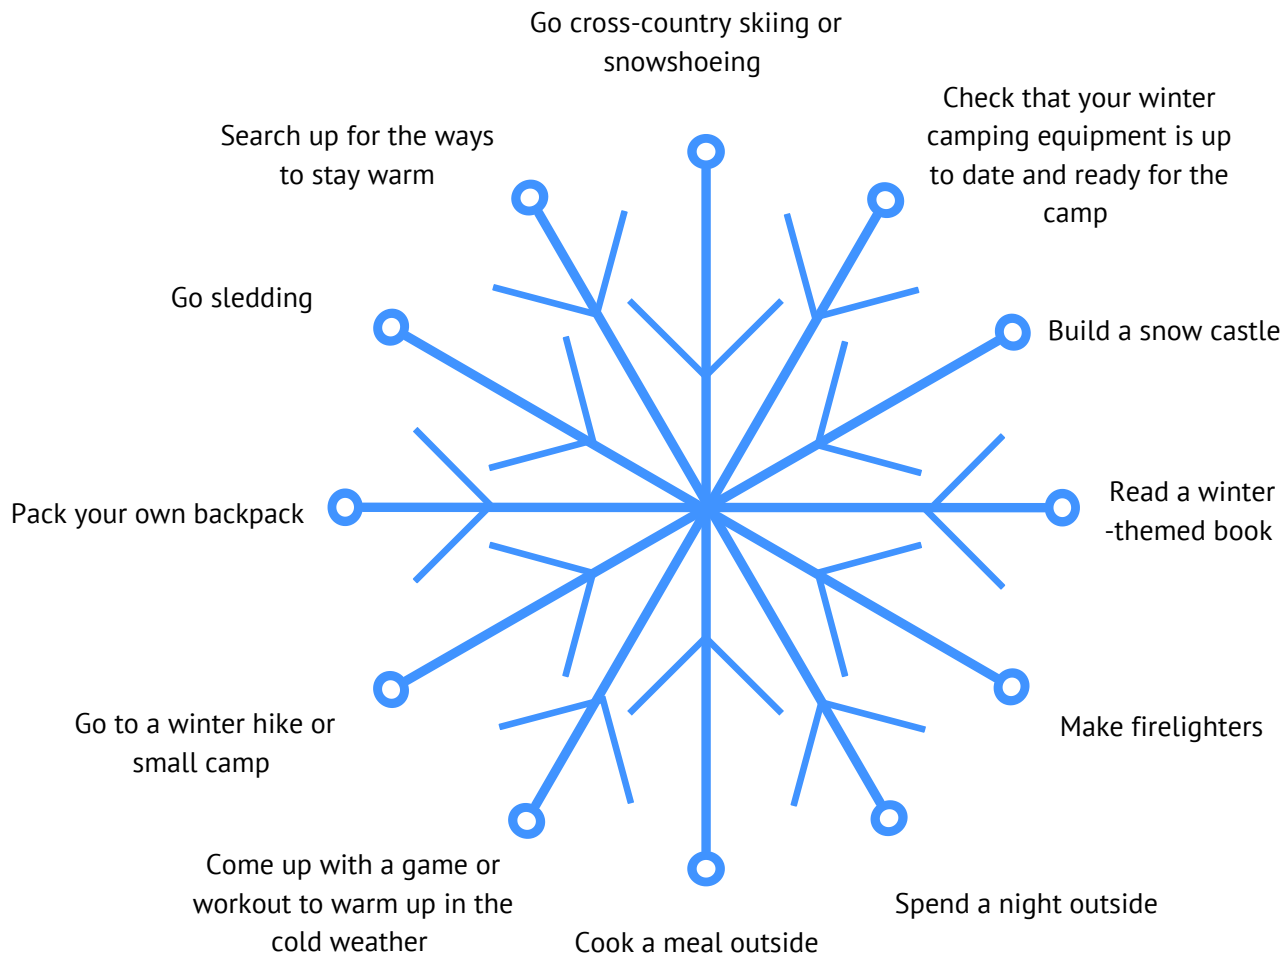 Go cross-country skiing or
snowshoeing
Check that your winter
camping equipment is up
to date and ready for the
camp
Build a snow castle
Read a winter
-themed book
Make firelighters
Spend a night outside
Cook a meal outside
Come up with a game or
workout to warm up in the
cold weather
Go to a winter hike or
small camp
Pack your own backpack
Go sledding
Search up for the ways
to stay warm